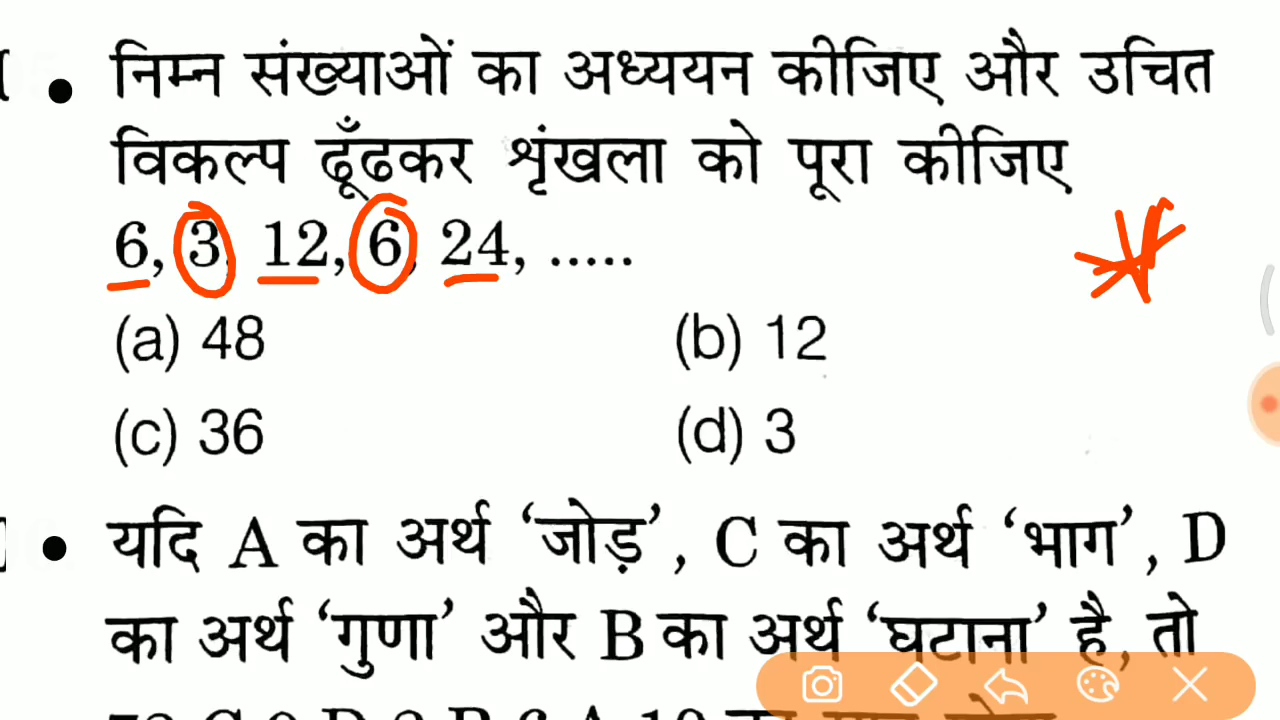 • निम्न संख्याओं का अध्ययन कीजिए और उचित
विकल्प ढूँढकर शृंखला को पूरा कीजिए
6, 3, 12, 6, 24, .....
(a) 48 (b) 12
(c) 36 (d) 3
• यदि A का अर्थ ‘जोड़’, C का अर्थ ‘भाग’, D
का अर्थ ‘गुणा’ और B का अर्थ ‘घटाना’ है, तो